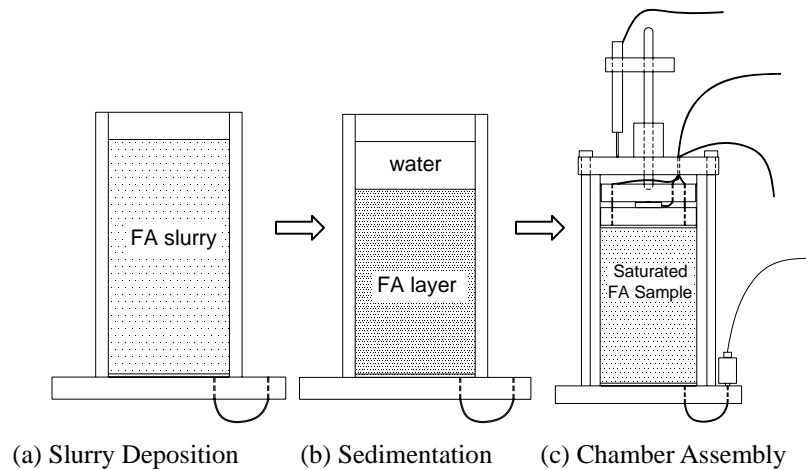 FA slurry
water
FA layer
Saturated
FA Sample
(a) Slurry Deposition
(b) Sedimentation
(c) Chamber Assembly